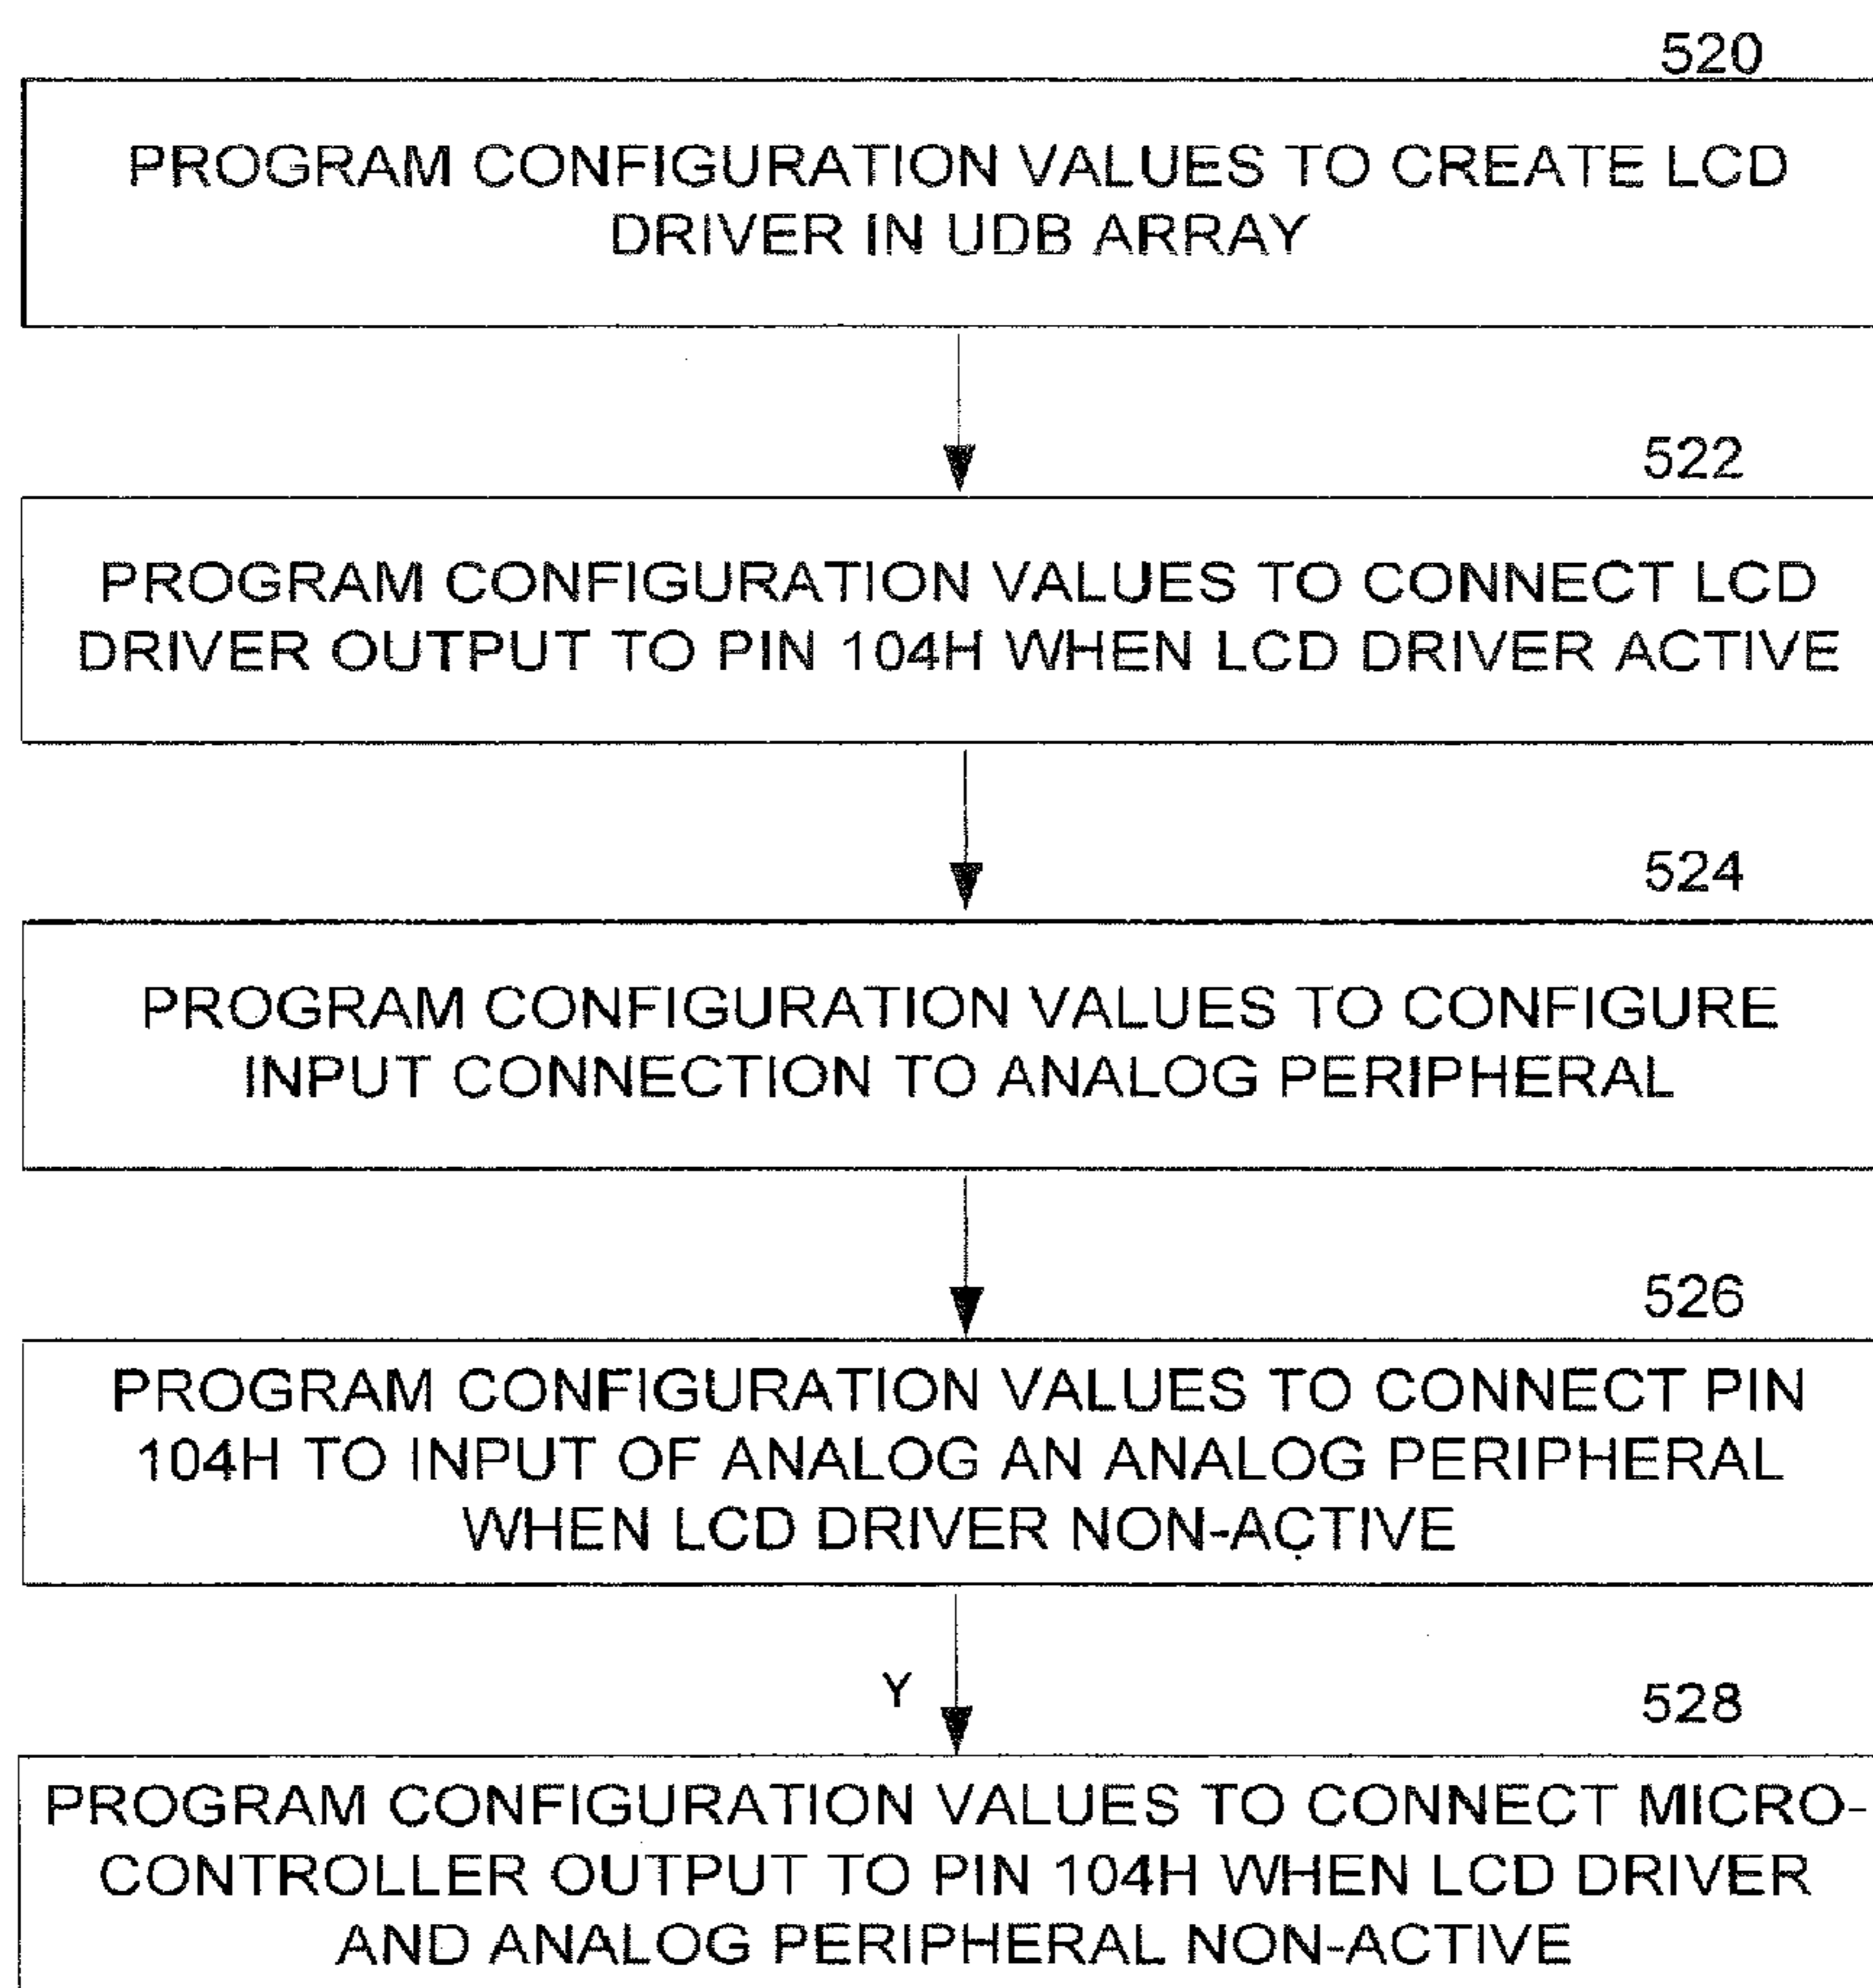 520
PROGRAM CONFIGURATION VALUES TO CREATE LCD
DRIVER IN UDB ARRAY
522
PROGRAM CONFIGURATION VALUES TO CONNECT LCD
DRIVER OUTPUT TO PIN 104H WHEN LCD DRIVER ACTIVE
524
PROGRAM CONFIGURATION VALUES TO CONFIGURE
INPUT CONNECTION TO ANALOG PERIPHERAL
526
PROGRAM CONFIGURATION VALUES TO CONNECT PIN
104H TO INPUT OF ANALOG AN ANALOG PERIPHERAL
WHEN LCD DRIVER NON-ACTIVE
Y
528
PROGRAM CONFIGURATION VALUES TO CONNECT MICRO-
CONTROLLER OUTPUT TO PIN 104H WHEN LCD DRIVER
AND ANALOG PERIPHERAL NON-ACTIVE